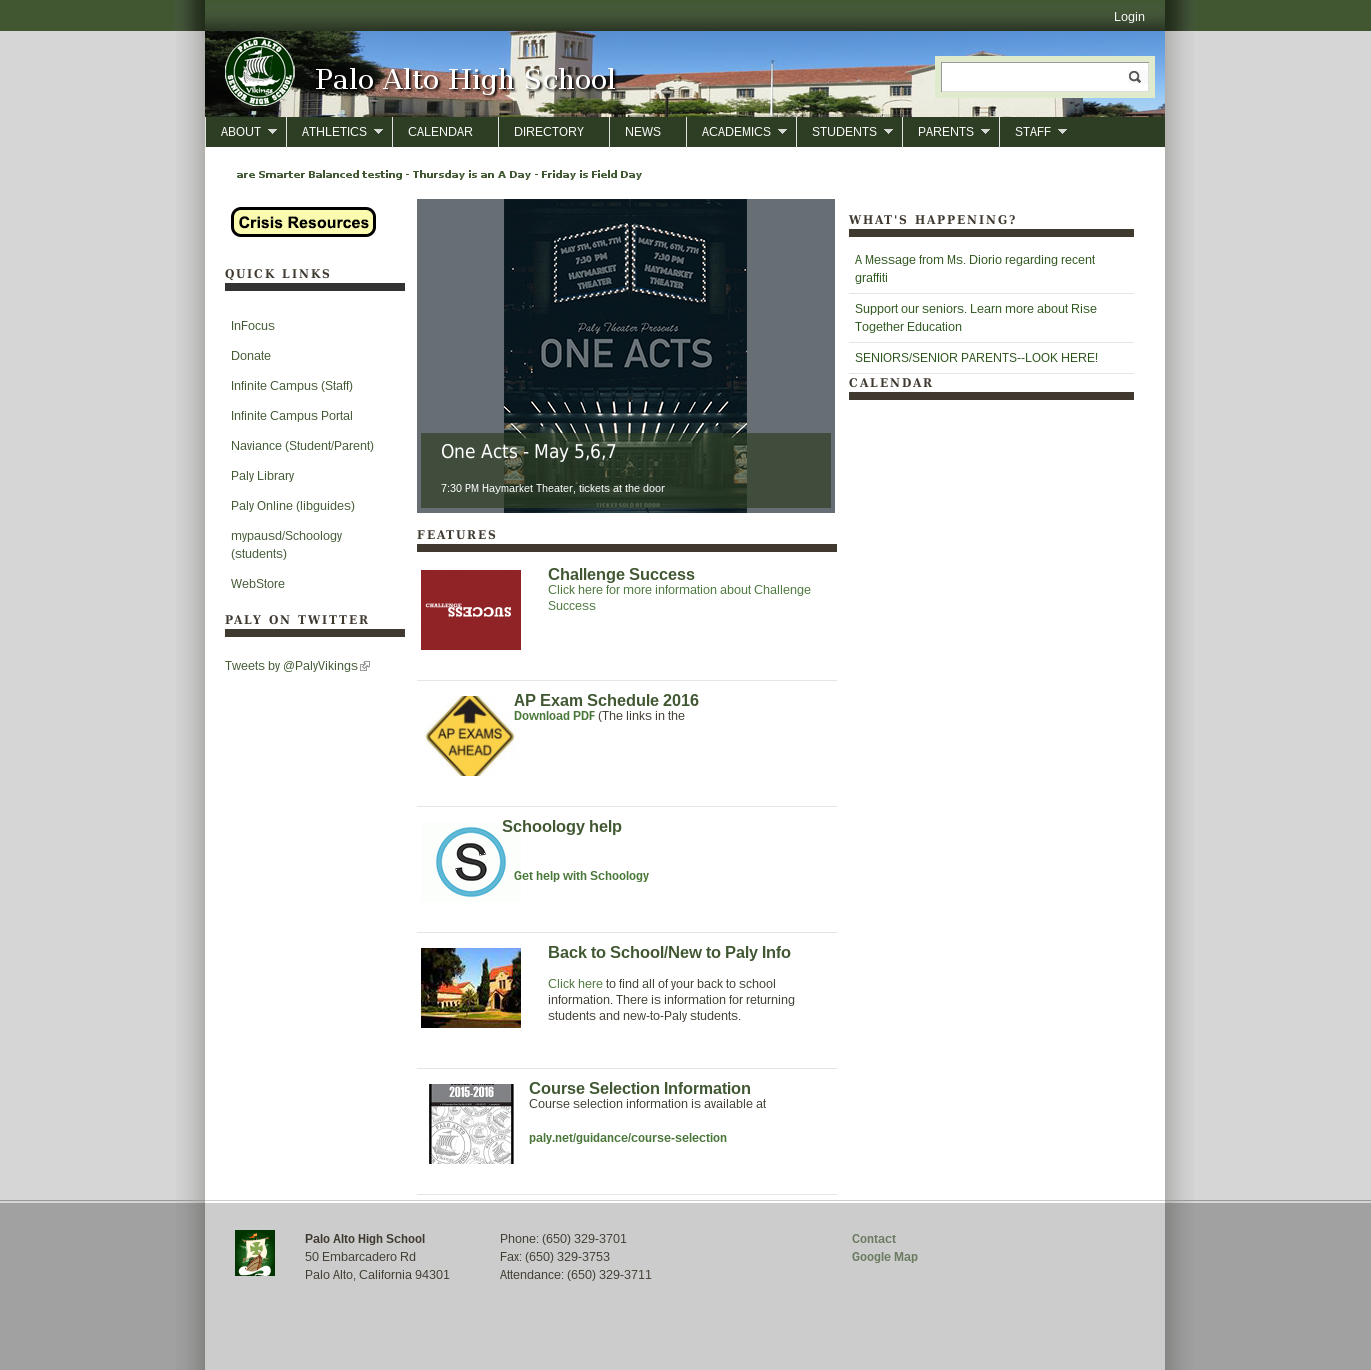 Login
PALO ALTO
Vikings
SENIOR HIGH SCHOOL
Palo Alto High School
ABOUT
ATHLETICS
CALENDAR
DIRECTORY
NEWS
ACADEMICS
STUDENTS
PARENTS
STAFF
are Smarter Balanced testing - Thursday is an A Day - Friday is Field Day
Crisis Resources
QUICK LINKS
InFocus
Donate
Infinite Campus (Staff)
Infinite Campus Portal
Naviance (Student/Parent)
Paly Library
Paly Online (libguides)
mypausd/Schoology
(students)
WebStore
PALY ON TWITTER
Tweets by @PalyVikings
MAY 5TH, 6TH, 7TH
7:30 PM
HAYMARKET
THEATER
MAY 5TH, 6TH, 7TH
7:30 PM
HAYMARKET
THEATER
Paly Theater Presents
ONE ACTS
One Acts - May 5,6,7
7:30 PM Haymarket Theater, tickets at the door
FEATURES
CHALLENGE
SUCCESS
Challenge Success
Click here for more information about Challenge
Success
AP EXAMS
AHEAD
AP Exam Schedule 2016
Download PDF (The links in the
S
Schoology help
Get help with Schoology
Back to School/New to Paly Info
Click here to find all of your back to school
information. There is information for returning
students and new-to-Paly students.
2015-2016
Course Selection Information
Course selection information is available at
paly.net/guidance/course-selection
WHAT'S HAPPENING?
A Message from Ms. Diorio regarding recent
graffiti
Support our seniors. Learn more about Rise
Together Education
SENIORS/SENIOR PARENTS--LOOK HERE!
CALENDAR
Palo Alto High School
50 Embarcadero Rd
Palo Alto, California 94301
Phone: (650) 329-3701
Fax: (650) 329-3753
Attendance: (650) 329-3711
Contact
Google Map